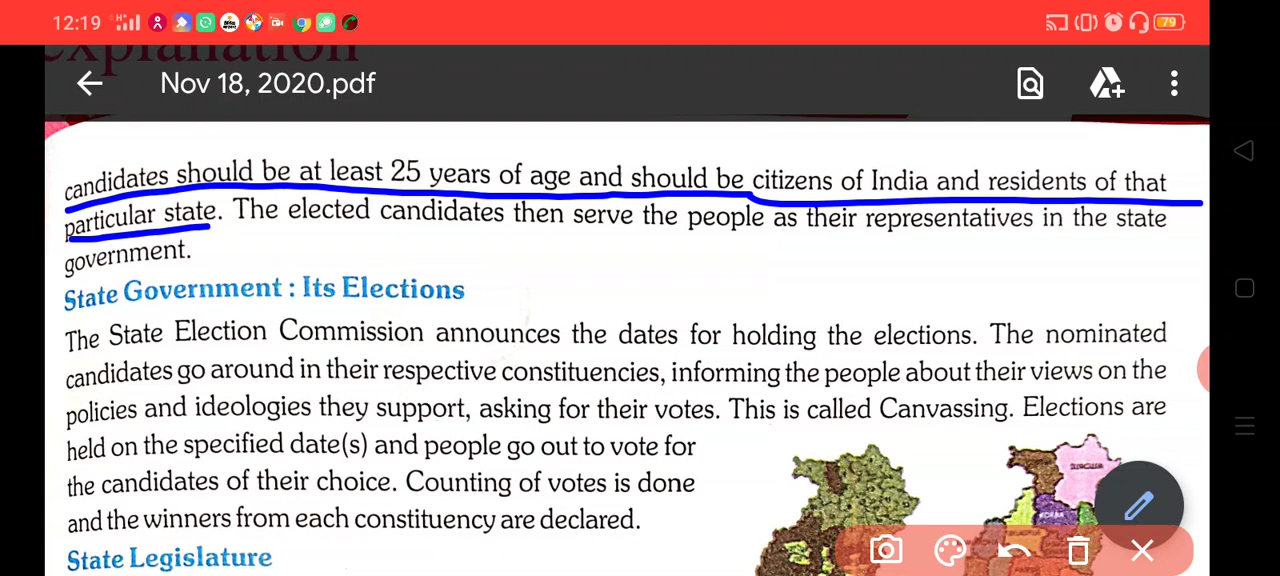 12:19
79
explanation
Nov 18, 2020.pdf
candidates should be at least 25 years of age and should be citizens of India and residents of that
particular state. The elected candidates then serve the people as their representatives in the state
government.
State Government : Its Elections
The State Election Commission announces the dates for holding the elections. The nominated
candidates go around in their respective constituencies, informing the people about their views on the
policies and ideologies they support, asking for their votes. This is called Canvassing. Elections are
held on the specified date(s) and people go out to vote for
the candidates of their choice. Counting of votes is done
and the winners from each constituency are declared.
State Legislature